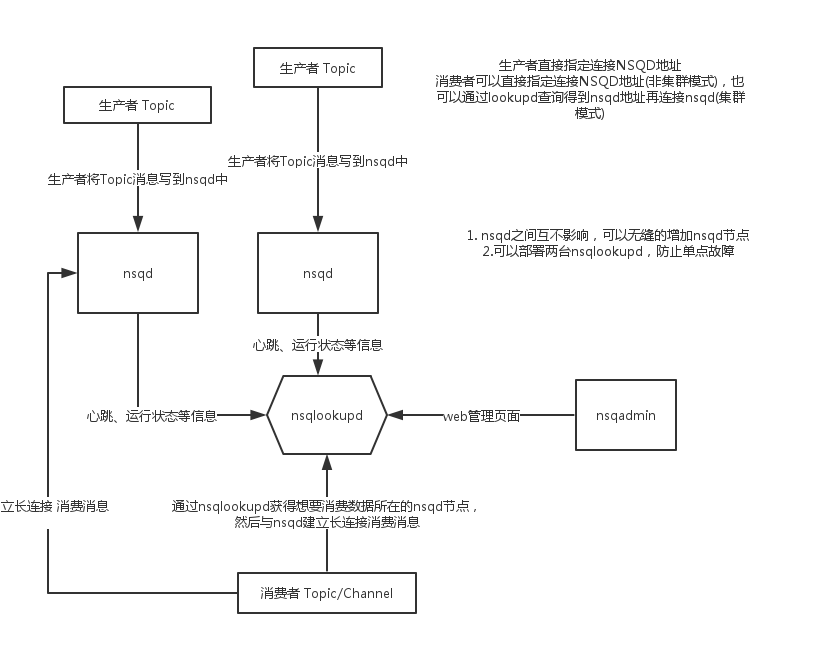 生产者 Topic
生产者直接指定连接NSQD地址
消费者可以直接指定连接NSQD地址(非集群模式)，也
可以通过lookupd查询得到nsqd地址再连接nsqd(集群
模式)
生产者 Topic
生产者将Topic消息写到nsqd中
生产者将Topic消息写到nsqd中
1. nsqd之间互不影响，可以无缝的增加nsqd节点
2.可以部署两台nsqlookupd，防止单点故障
nsqd
nsqd
心跳、运行状态等信息
心跳、运行状态等信息
nsqlookupd
web管理页面
nsqadmin
立长连接 消费消息
通过nsqlookupd获得想要消费数据所在的nsqd节点，
然后与nsqd建立长连接消费消息
消费者 Topic/Channel